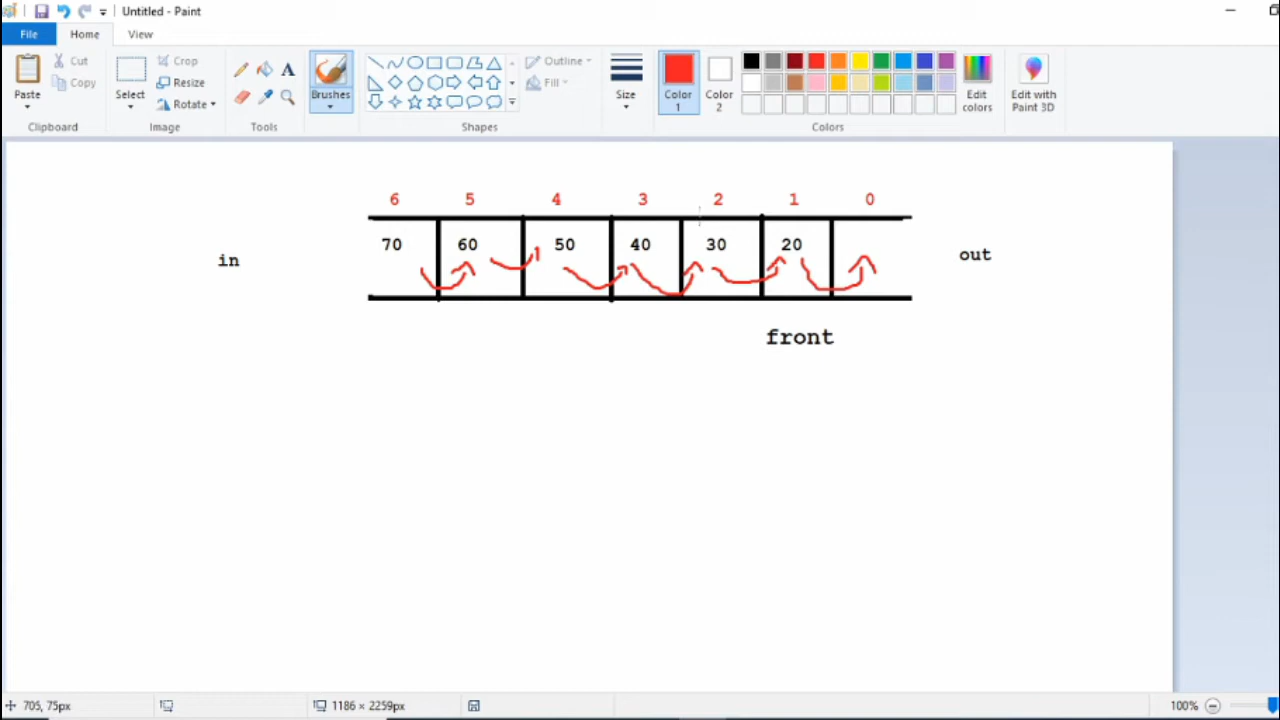 Untitled - Paint
File Home View
Paste
Cut
Copy
Clipboard
Select
Crop
Resize
Rotate
Image
A
Tools
Brushes
Outline
Fill
Shapes
Size
Color 1
Color 2
Colors
Edit colors
Edit with Paint 3D
6 5 4 3 2 1 0
70 60 50 40 30 20
in
out
front
705, 75px
1186 × 2259px
100%